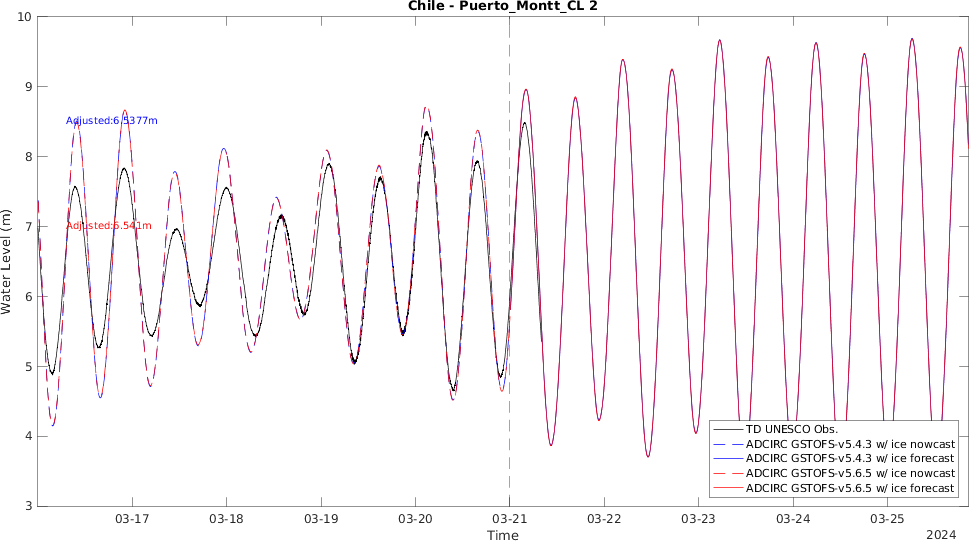 Chile - Puerto_Montt_CL 2
10
9
8
7
6
5
4
3
Water Level (m)
Adjusted:6.5377m
Adjusted:6.541m
TD UNESCO Obs.
ADCIRC GSTOFS-v5.4.3 w/ ice nowcast
ADCIRC GSTOFS-v5.4.3 w/ ice forecast
ADCIRC GSTOFS-v5.6.5 w/ ice nowcast
ADCIRC GSTOFS-v5.6.5 w/ ice forecast
03-17 03-18 03-19 03-20 03-21 03-22 03-23 03-24 03-25
Time
2024